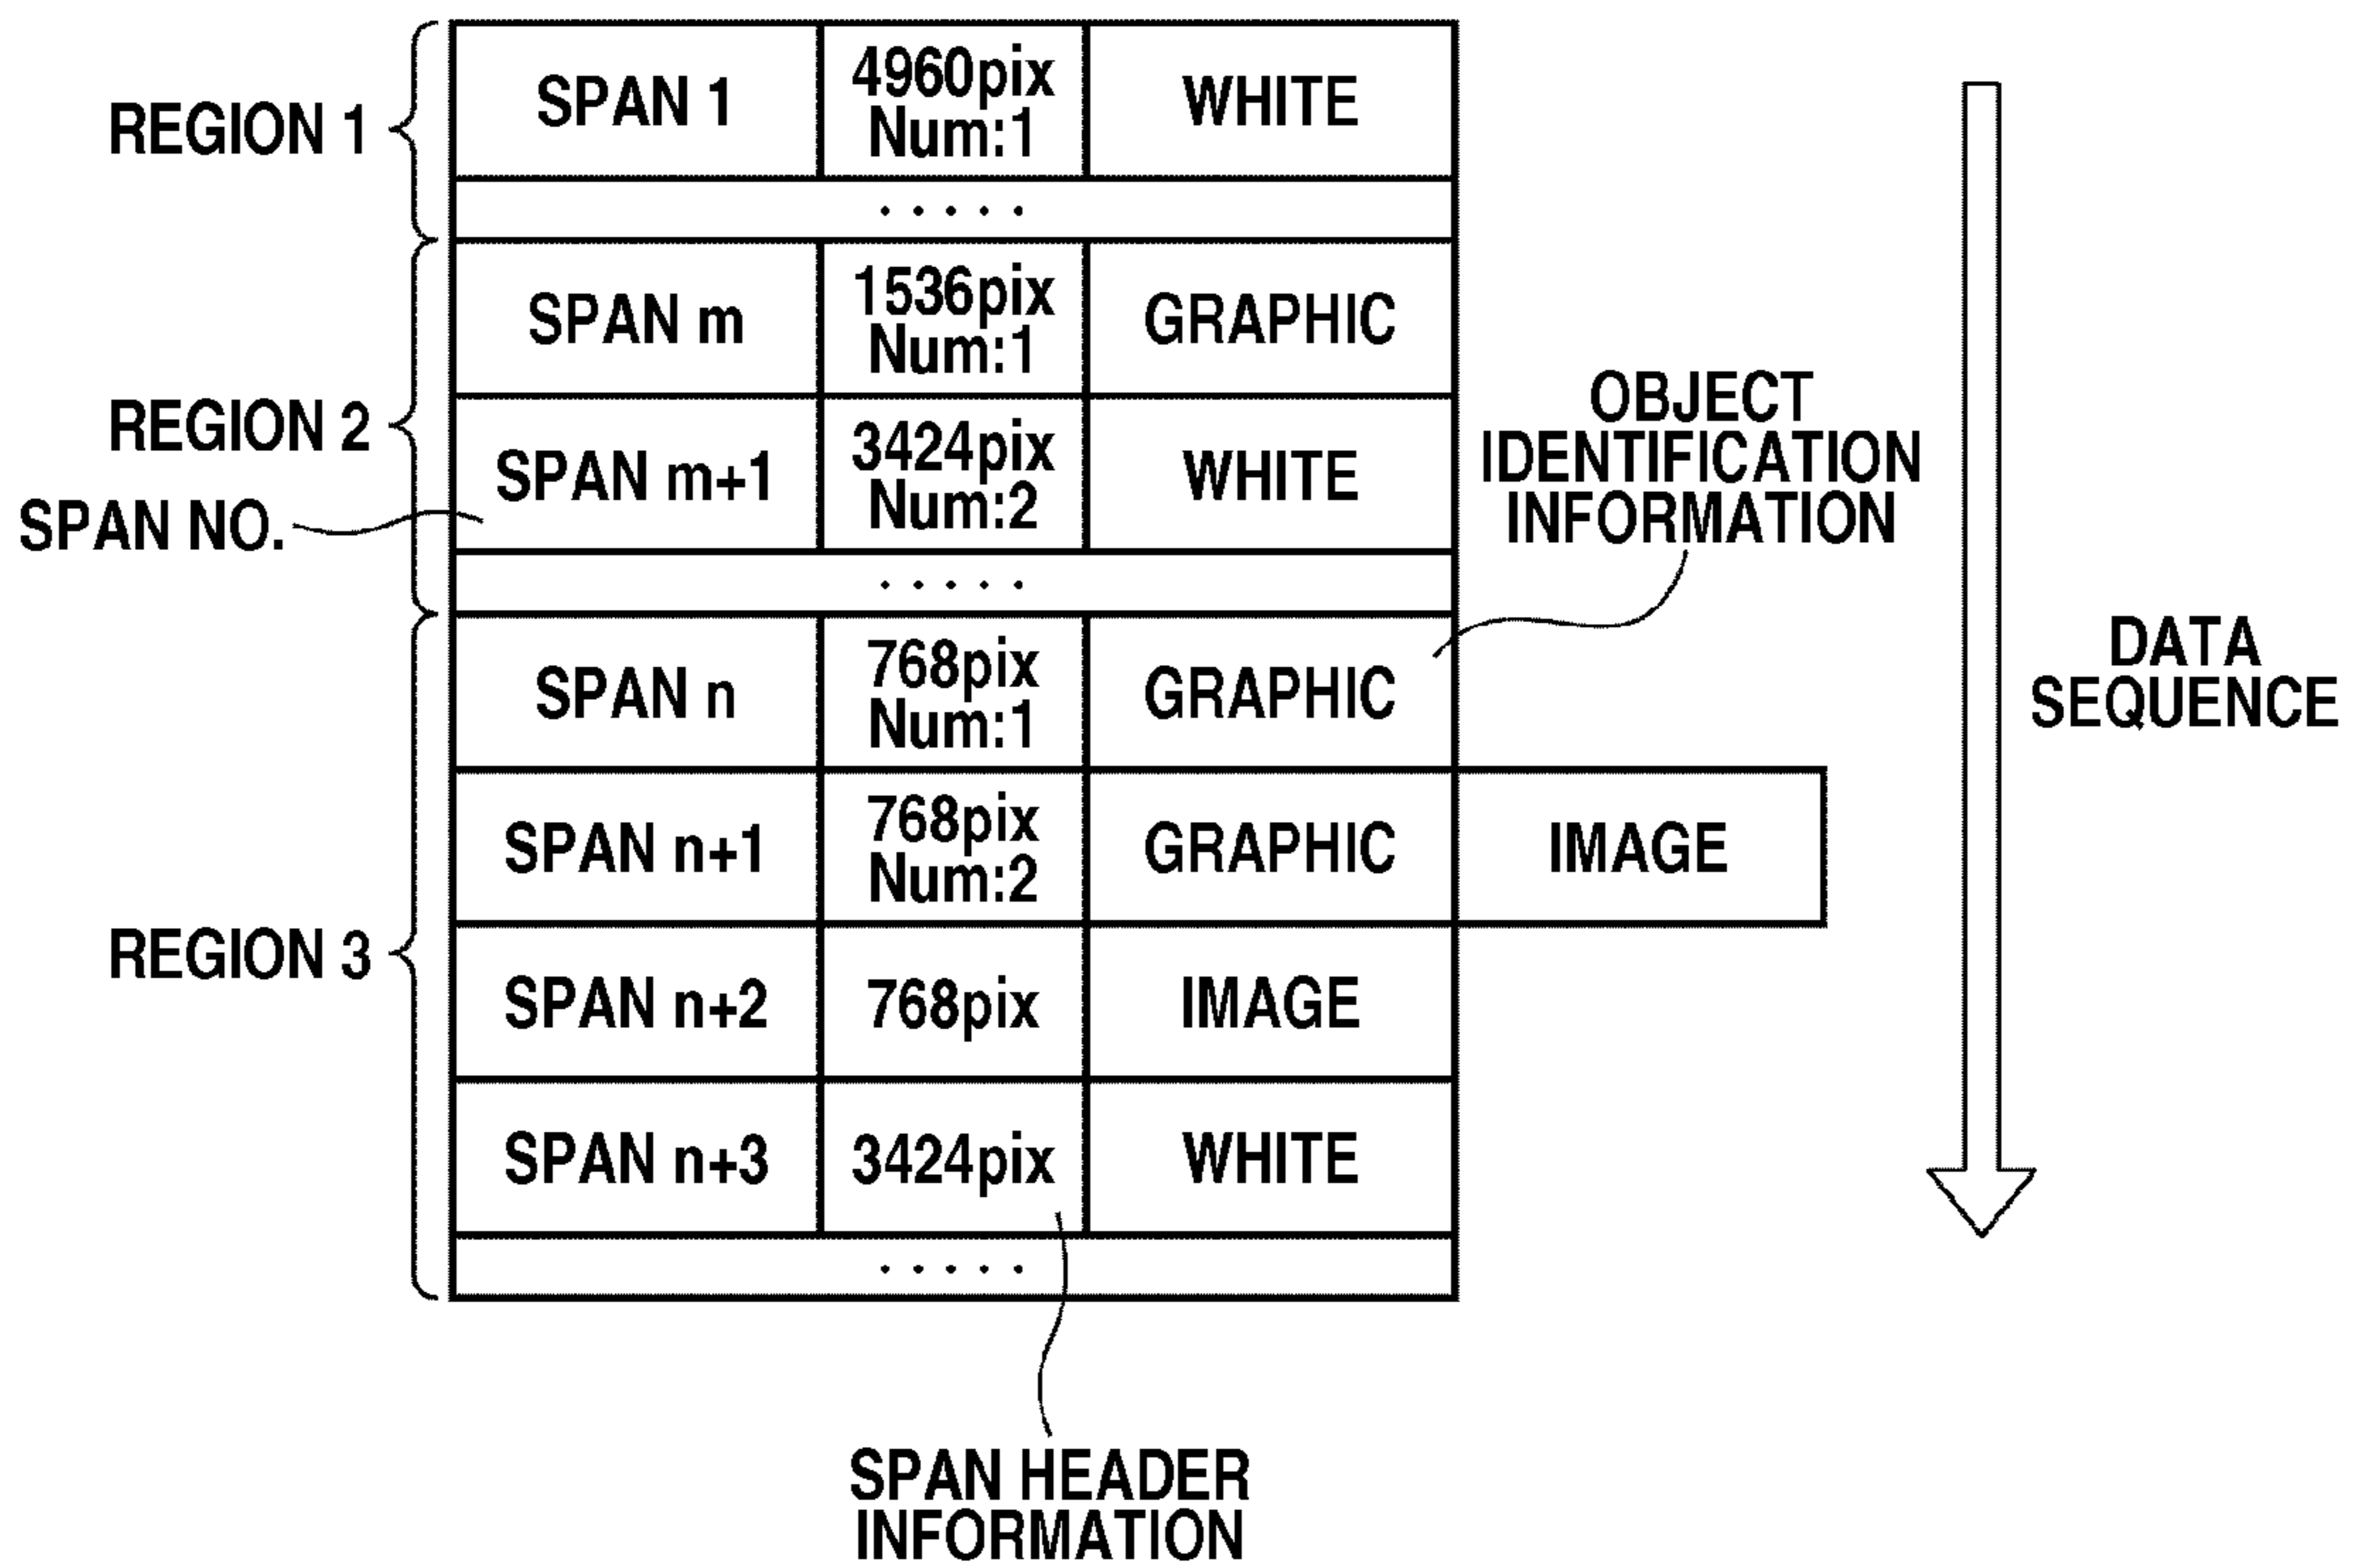 REGION 1
SPAN 1
4960pix
Num:1
WHITE
.....
REGION 2
SPAN m
1536pix
Num:1
GRAPHIC
SPAN NO.
SPAN m+1
3424pix
Num:2
WHITE
.....
OBJECT
IDENTIFICATION
INFORMATION
REGION 3
SPAN n
768pix
Num:1
GRAPHIC
SPAN n+1
768pix
Num:2
GRAPHIC
IMAGE
SPAN n+2
768pix
IMAGE
SPAN n+3
3424pix
WHITE
.....
DATA
SEQUENCE
SPAN HEADER
INFORMATION